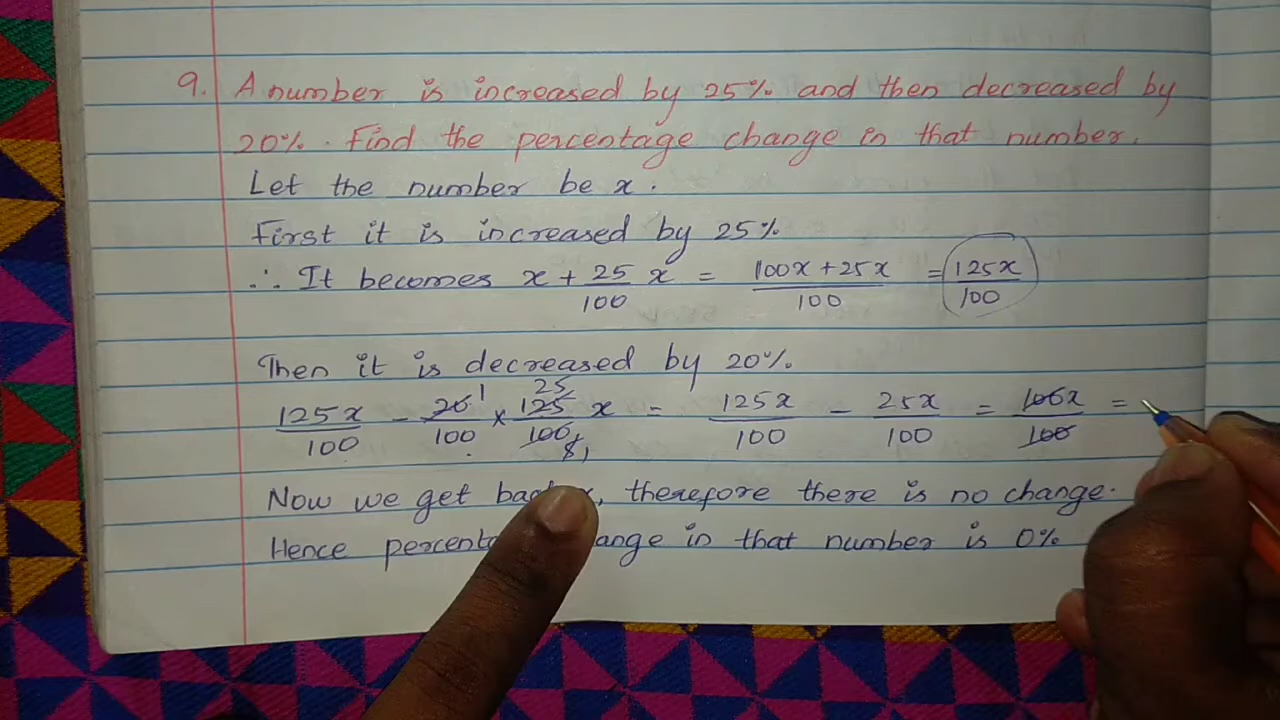 9. A number is increased by 25% and then decreased by
20%. Find the percentage change in that number.
Let the number be x.
First it is increased by 25%
∴ It becomes x + 25/100 x = 100x + 25x/100 = 125x/100
Then it is decreased by 20%.
125x/100 - 20/100 1 × 125/100 25 x = 125x/100 - 25x/100 = 100x/100 =
Now we get, therefore there is no change.
Hence in that number is 0%